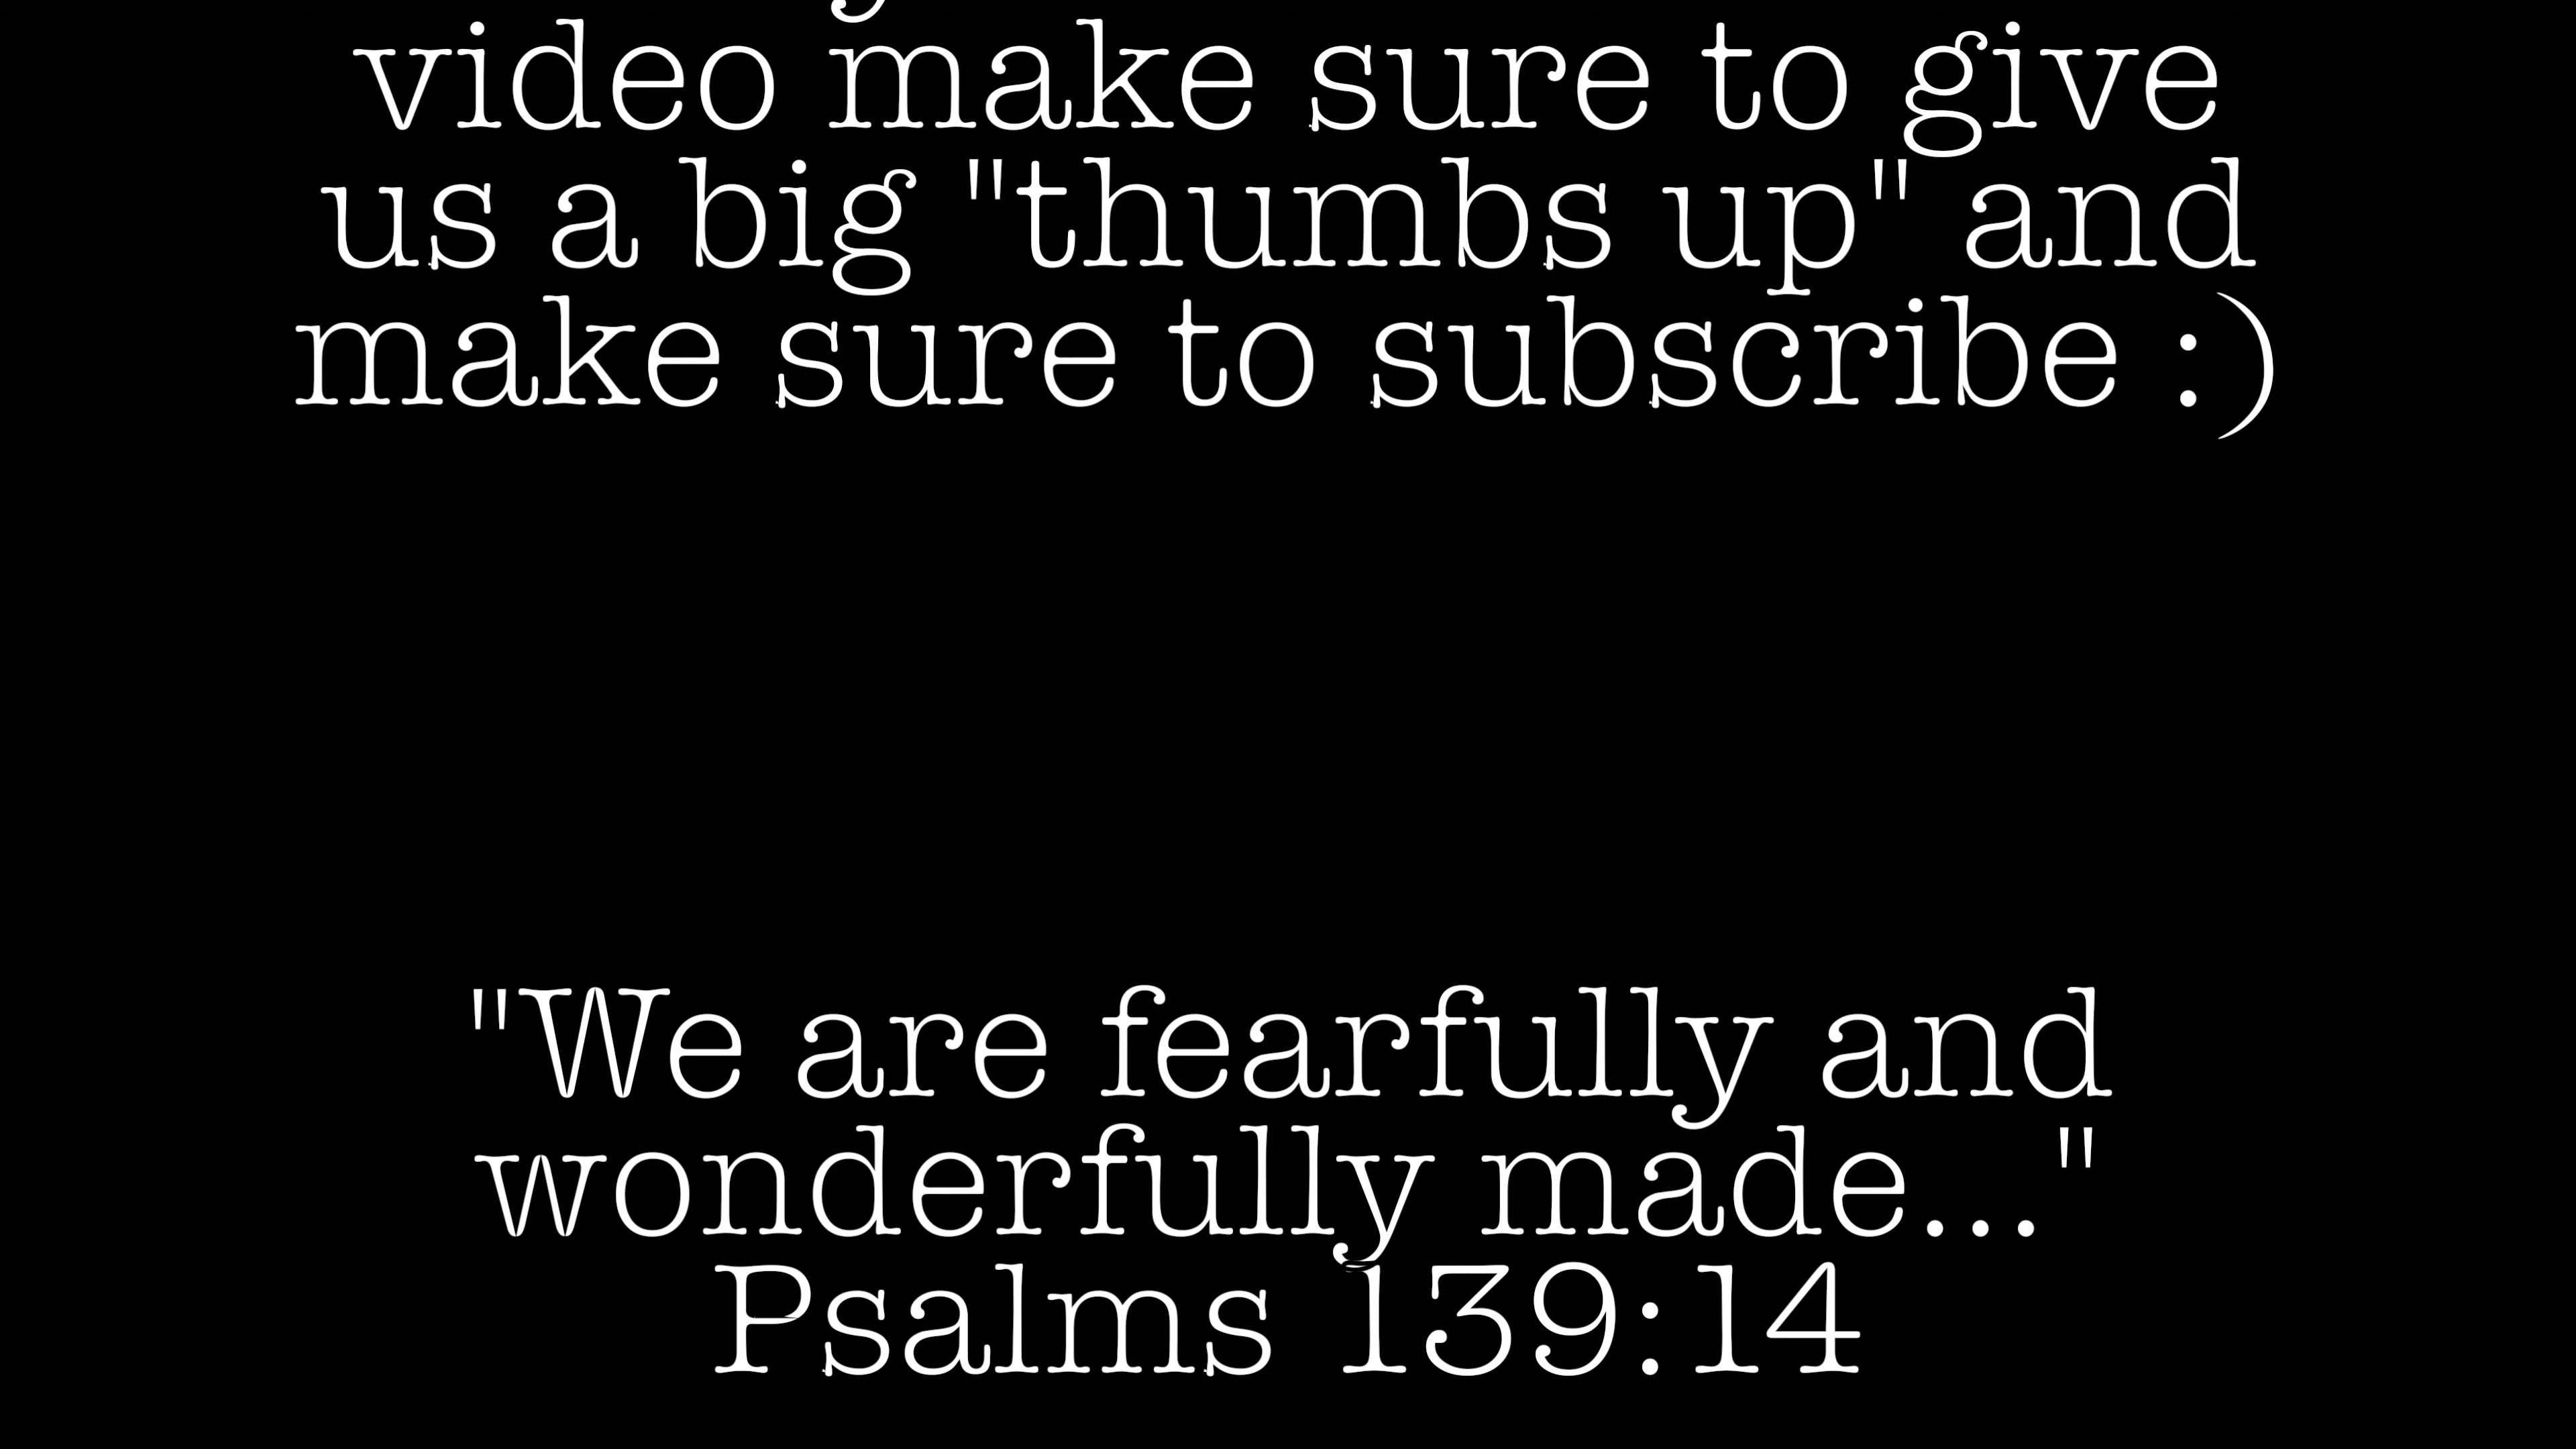 video make sure to give
us a big "thumbs up" and
make sure to subscribe :)
"We are fearfully and
wonderfully made..."
Psalms 139:14